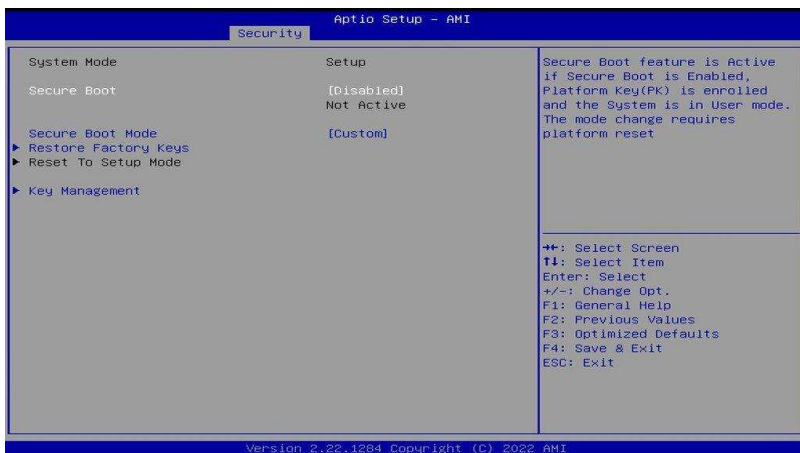 Aptio Setup - AMI
Security
System Mode Setup
Secure Boot [Disabled]
Not Active
Secure Boot Mode [Custom]
Restore Factory Keys
Reset To Setup Mode
Key Management
Secure Boot feature is Active
if Secure Boot is Enabled,
Platform Key(PK) is enrolled
and the System is in User mode.
The mode change requires
platform reset
→←: Select Screen
↑↓: Select Item
Enter: Select
+/-: Change Opt.
F1: General Help
F2: Previous Values
F3: Optimized Defaults
F4: Save & Exit
ESC: Exit
Version 2.22.1284 Copyright (C) 2022 AMI